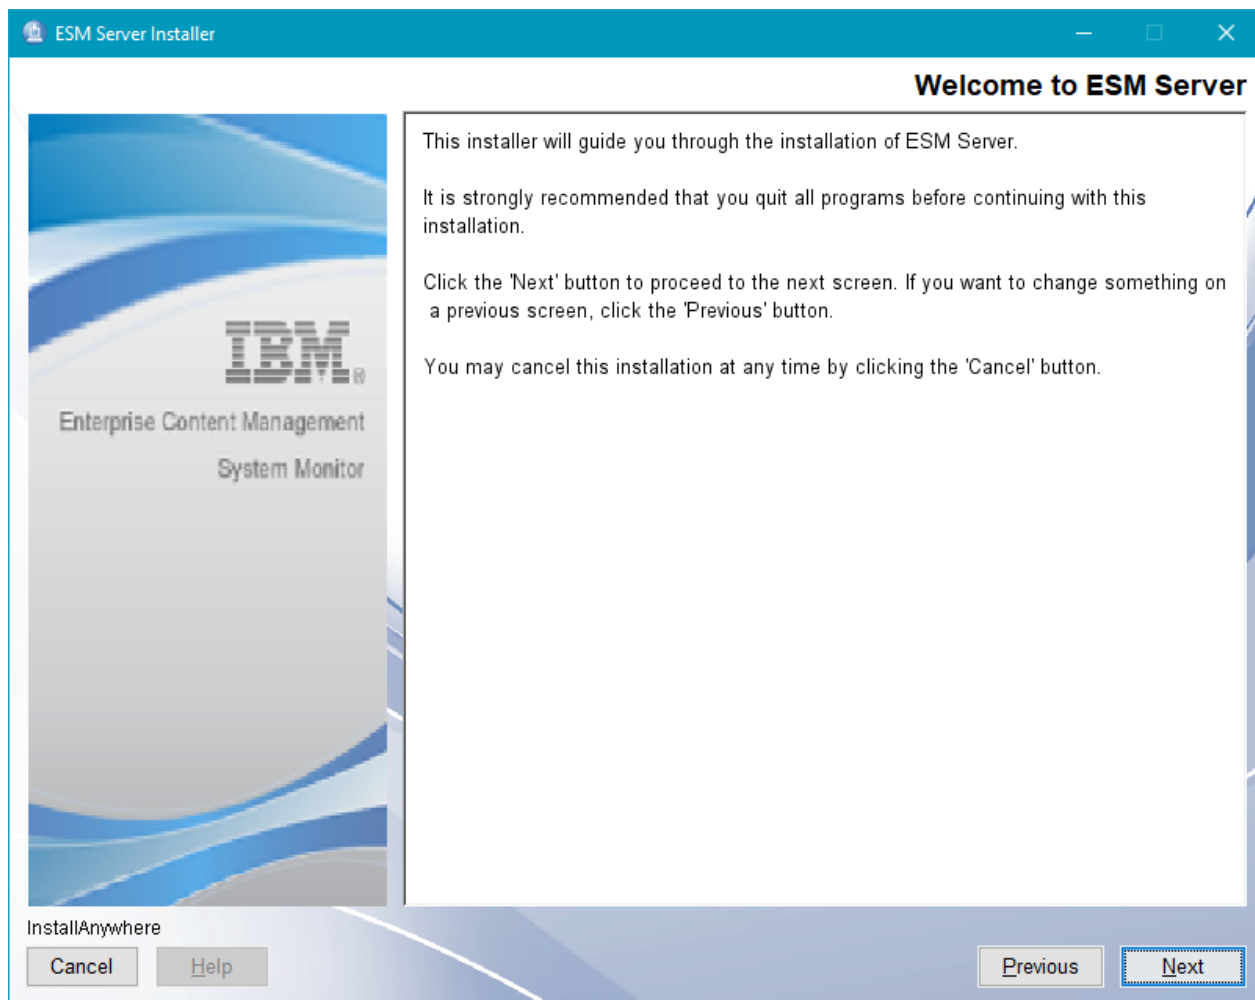 ESM Server Installer
Welcome to ESM Server
This installer will guide you through the installation of ESM Server.
It is strongly recommended that you quit all programs before continuing with this
installation.
Click the 'Next' button to proceed to the next screen. If you want to change something on
a previous screen, click the 'Previous' button.
You may cancel this installation at any time by clicking the 'Cancel' button.
IBM®
Enterprise Content Management
System Monitor
InstallAnywhere
Cancel Help Previous Next